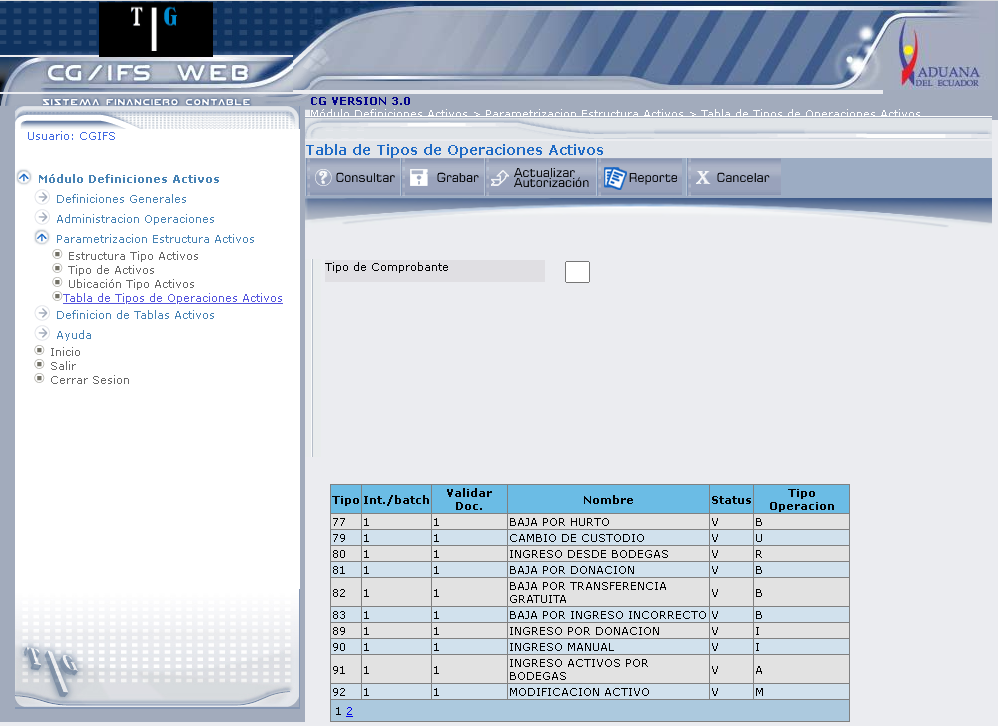 T G
CG/IFS WEB
SISTEMA FINANCIERO CONTABLE
ADUANA
DEL ECUADOR
CG VERSION 3.0
Módulo Definiciones Activos > Parametrizacion Estructura Activos > Tabla de Tipos de Operaciones Activos
Usuario: CGIFS
Módulo Definiciones Activos
Definiciones Generales
Administracion Operaciones
Parametrizacion Estructura Activos
Estructura Tipo Activos
Tipo de Activos
Ubicación Tipo Activos
Tabla de Tipos de Operaciones Activos
Definicion de Tablas Activos
Ayuda
Inicio
Salir
Cerrar Sesion
TG
Tabla de Tipos de Operaciones Activos
Consultar Grabar Actualizar Autorización Reporte X Cancelar
Tipo de Comprobante
Tipo Int./batch Validar Doc. Nombre Status Tipo Operacion
77 1 1 BAJA POR HURTO V B
79 1 1 CAMBIO DE CUSTODIO V U
80 1 1 INGRESO DESDE BODEGAS V R
81 1 1 BAJA POR DONACION V B
82 1 1 BAJA POR TRANSFERENCIA GRATUITA V B
83 1 1 BAJA POR INGRESO INCORRECTO V B
89 1 1 INGRESO POR DONACION V I
90 1 1 INGRESO MANUAL V I
91 1 1 INGRESO ACTIVOS POR BODEGAS V A
92 1 1 MODIFICACION ACTIVO V M
1 2